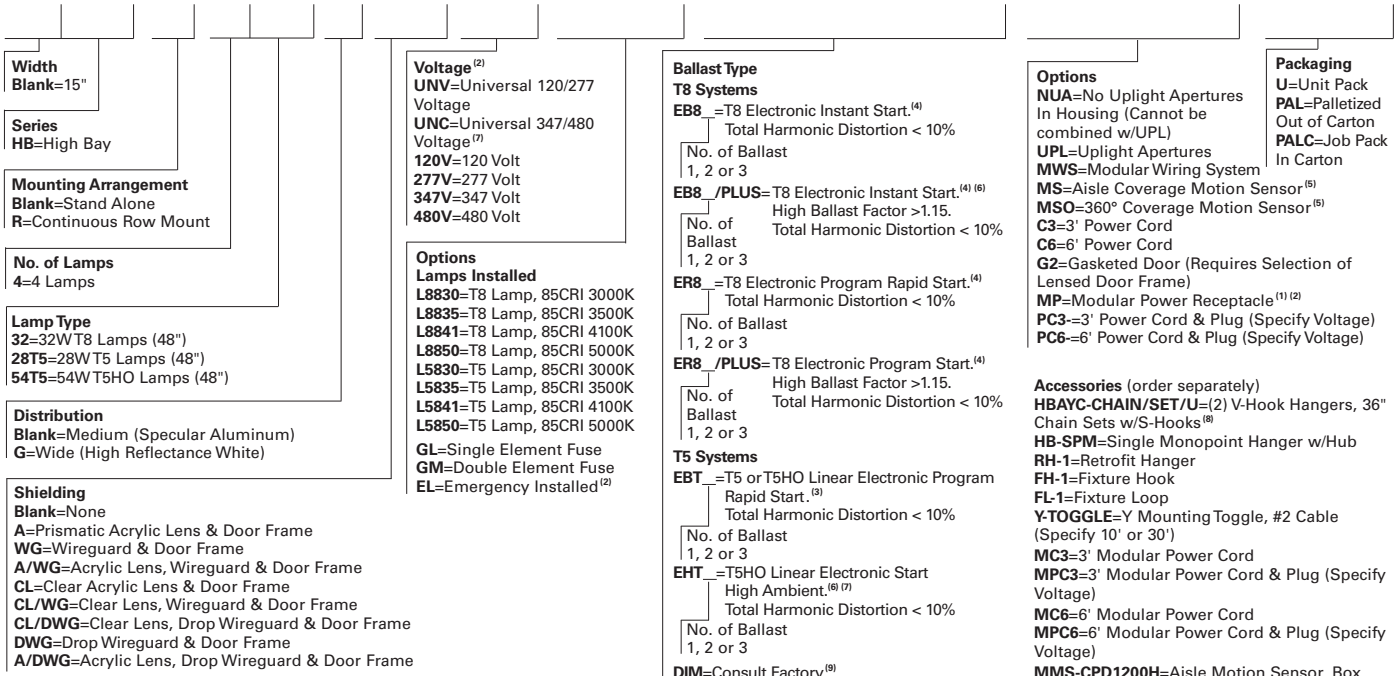 Width
Blank=15"
Series
HB=High Bay
Mounting Arrangement
Blank=Stand Alone
R=Continuous Row Mount
No. of Lamps
4=4 Lamps
Lamp Type
32=32W T8 Lamps (48")
28T5=28W T5 Lamps (48")
54T5=54W T5HO Lamps (48")
Distribution
Blank=Medium (Specular Aluminum)
G=Wide (High Reflectance White)
Shielding
Blank=None
A=Prismatic Acrylic Lens & Door Frame
WG=Wireguard & Door Frame
A/WG=Acrylic Lens, Wireguard & Door Frame
CL=Clear Acrylic Lens & Door Frame
CL/WG=Clear Lens, Wireguard & Door Frame
CL/DWG=Clear Lens, Drop Wireguard & Door Frame
DWG=Drop Wireguard & Door Frame
A/DWG=Acrylic Lens, Drop Wireguard & Door Frame
Voltage (2)
UNV=Universal 120/277
Voltage
UNC=Universal 347/480
Voltage (7)
120V=120 Volt
277V=277 Volt
347V=347 Volt
480V=480 Volt
Options
Lamps Installed
L8830=T8 Lamp, 85CRI 3000K
L8835=T8 Lamp, 85CRI 3500K
L8841=T8 Lamp, 85CRI 4100K
L8850=T8 Lamp, 85CRI 5000K
L5830=T5 Lamp, 85CRI 3000K
L5835=T5 Lamp, 85CRI 3500K
L5841=T5 Lamp, 85CRI 4100K
L5850=T5 Lamp, 85CRI 5000K
GL=Single Element Fuse
GM=Double Element Fuse
EL=Emergency Installed (2)
Ballast Type
T8 Systems
EB8__=T8 Electronic Instant Start. (4)
Total Harmonic Distortion < 10%
No. of Ballast
1, 2 or 3
EB8__/PLUS=T8 Electronic Instant Start. (4) (6)
High Ballast Factor >1.15.
Total Harmonic Distortion < 10%
No. of
Ballast
1, 2 or 3
ER8__=T8 Electronic Program Rapid Start. (4)
Total Harmonic Distortion < 10%
No. of Ballast
1, 2 or 3
ER8__/PLUS=T8 Electronic Program Start. (4)
High Ballast Factor >1.15.
Total Harmonic Distortion < 10%
No. of
Ballast
1, 2 or 3
T5 Systems
EBT__=T5 or T5HO Linear Electronic Program
Rapid Start. (3)
Total Harmonic Distortion < 10%
No. of Ballast
1, 2 or 3
EHT__=T5HO Linear Electronic Start
High Ambient. (6) (7)
Total Harmonic Distortion < 10%
No. of Ballast
1, 2 or 3
DIM=Consult Factory (9)
Options
NUA=No Uplight Apertures
In Housing (Cannot be
combined w/UPL)
UPL=Uplight Apertures
MWS=Modular Wiring System
MS=Aisle Coverage Motion Sensor (5)
MSO=360° Coverage Motion Sensor (5)
C3=3' Power Cord
C6=6' Power Cord
G2=Gasketed Door (Requires Selection of
Lensed Door Frame)
MP=Modular Power Receptacle (1) (2)
PC3-=3' Power Cord & Plug (Specify Voltage)
PC6-=6' Power Cord & Plug (Specify Voltage)
Accessories (order separately)
HBAYC-CHAIN/SET/U=(2) V-Hook Hangers, 36"
Chain Sets w/S-Hooks (8)
HB-SPM=Single Monopoint Hanger w/Hub
RH-1=Retrofit Hanger
FH-1=Fixture Hook
FL-1=Fixture Loop
Y-TOGGLE=Y Mounting Toggle, #2 Cable
(Specify 10' or 30')
MC3=3' Modular Power Cord
MPC3=3' Modular Power Cord & Plug (Specify
Voltage)
MC6=6' Modular Power Cord
MPC6=6' Modular Power Cord & Plug (Specify
Voltage)
MMS-CPD1200H=Aisle Motion Sensor, Box
Packaging
U=Unit Pack
PAL=Palletized
Out of Carton
PALC=Job Pack
In Carton